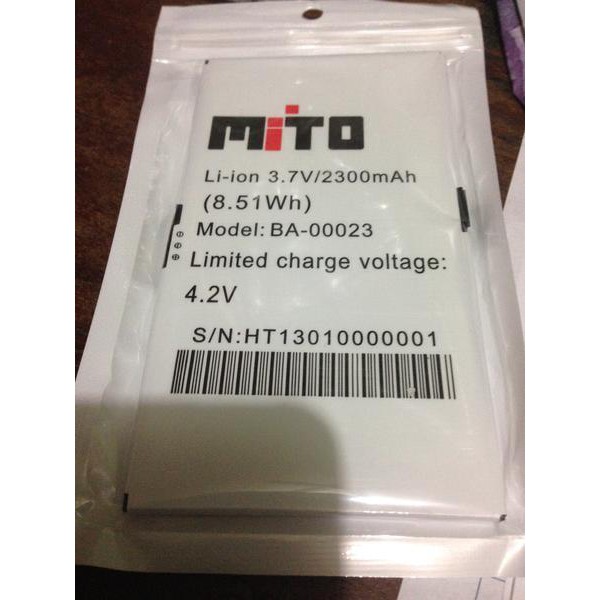 MiTO
Li-ion 3.7V/2300mAh
(8.51Wh)
Model: BA-00023
Limited charge voltage:
4.2V
S/N:HT13010000001